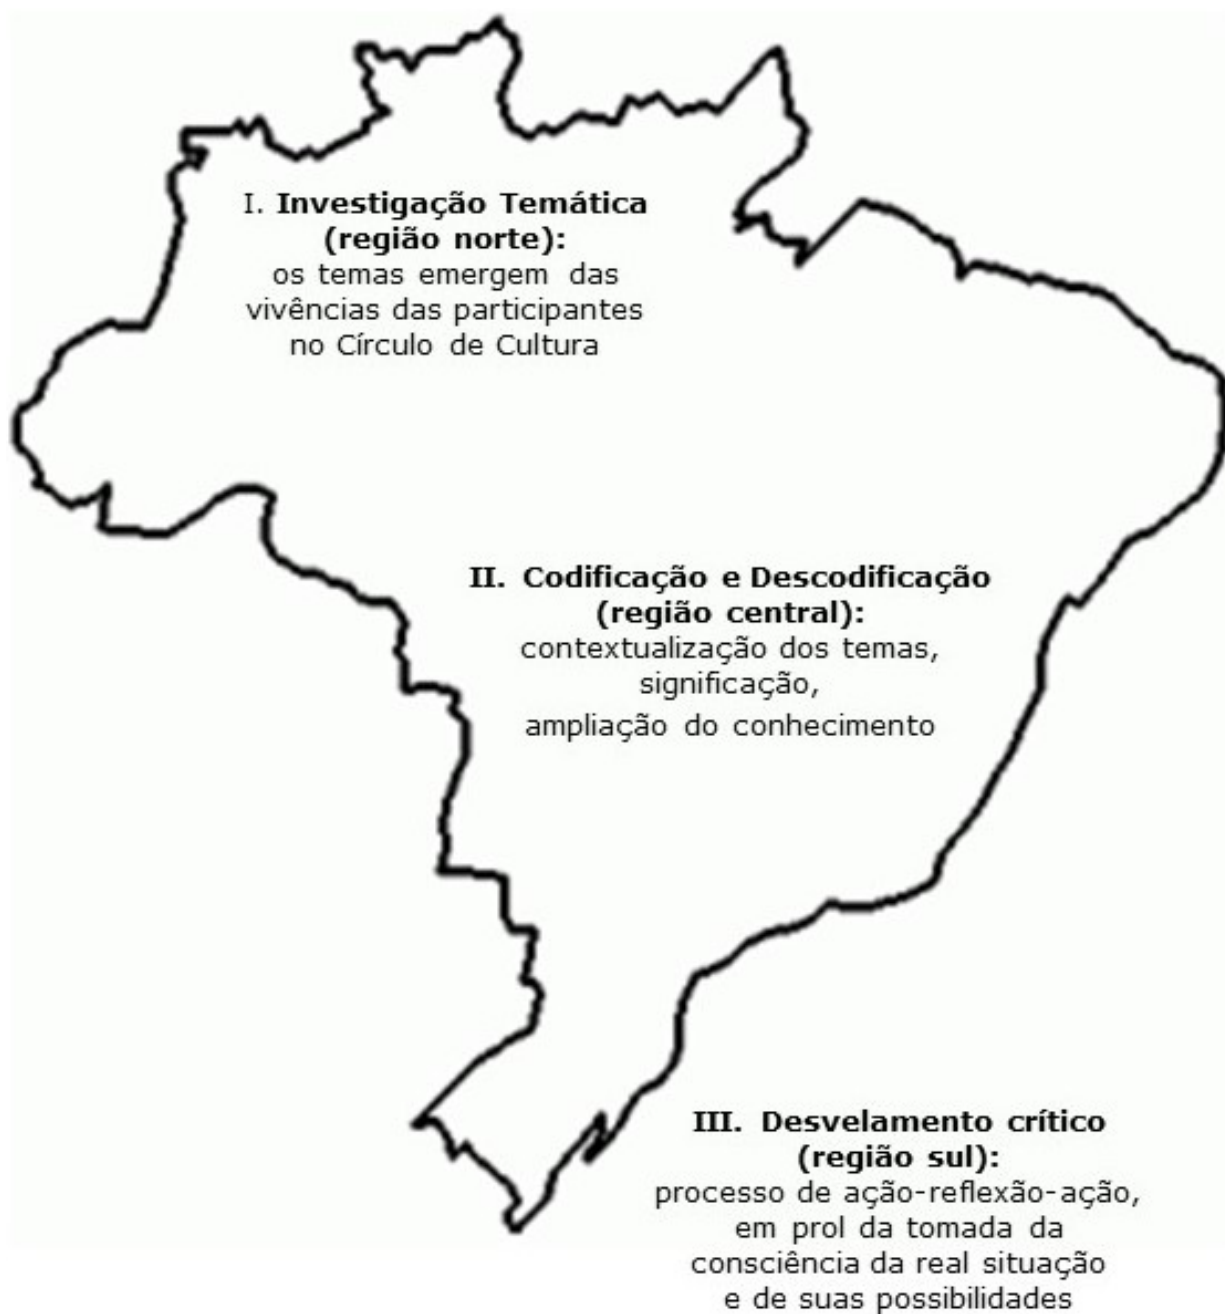 I. Investigação Temática
(região norte):
os temas emergem das
vivências das participantes
no Círculo de Cultura
II. Codificação e Descodificação
(região central):
contextualização dos temas,
significação,
ampliação do conhecimento
III. Desvelamento crítico
(região sul):
processo de ação-reflexão-ação,
em prol da tomada da
consciência da real situação
e de suas possibilidades